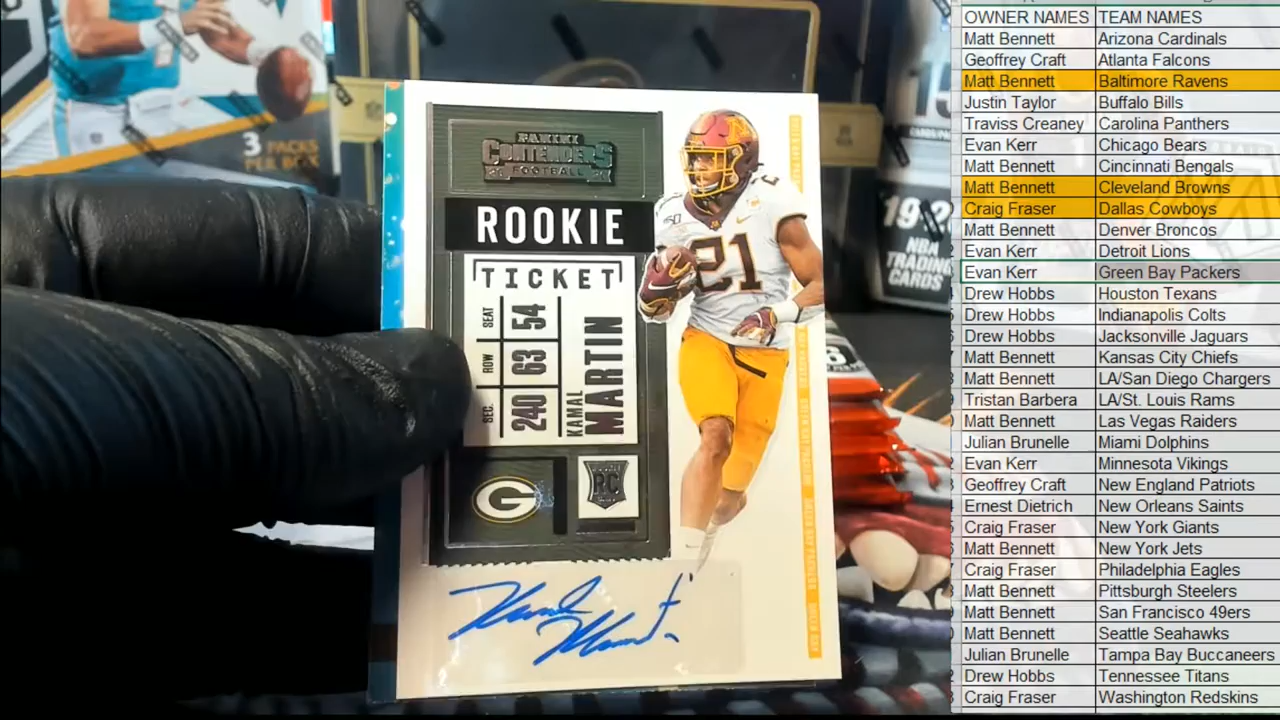 3 PACKS
PER BOX
PANINI
CONTENDERS
FOOTBALL
ROOKIE
TICKET
SEAT 54
ROW 63
SEC. 240
KAMAL
MARTIN
G
RC
21
M
Kamal Martin
NBA
TRADING
CARDS
OWNER NAMES TEAM NAMES
Matt Bennett Arizona Cardinals
Geoffrey Craft Atlanta Falcons
Matt Bennett Baltimore Ravens
Justin Taylor Buffalo Bills
Traviss Creaney Carolina Panthers
Evan Kerr Chicago Bears
Matt Bennett Cincinnati Bengals
Matt Bennett Cleveland Browns
Craig Fraser Dallas Cowboys
Matt Bennett Denver Broncos
Evan Kerr Detroit Lions
Evan Kerr Green Bay Packers
Drew Hobbs Houston Texans
Drew Hobbs Indianapolis Colts
Drew Hobbs Jacksonville Jaguars
Matt Bennett Kansas City Chiefs
Matt Bennett LA/San Diego Chargers
Tristan Barbera LA/St. Louis Rams
Matt Bennett Las Vegas Raiders
Julian Brunelle Miami Dolphins
Evan Kerr Minnesota Vikings
Geoffrey Craft New England Patriots
Ernest Dietrich New Orleans Saints
Craig Fraser New York Giants
Matt Bennett New York Jets
Craig Fraser Philadelphia Eagles
Matt Bennett Pittsburgh Steelers
Matt Bennett San Francisco 49ers
Matt Bennett Seattle Seahawks
Julian Brunelle Tampa Bay Buccaneers
Drew Hobbs Tennessee Titans
Craig Fraser Washington Redskins